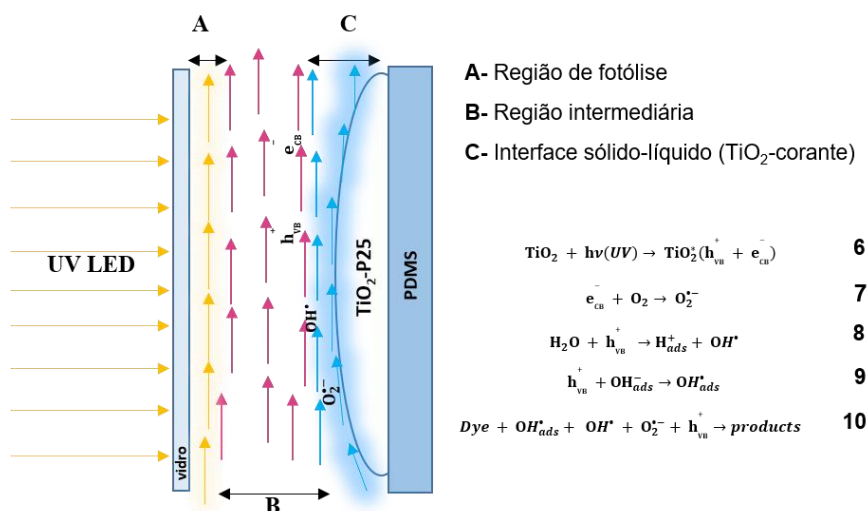 A
C
A- Região de fotólise
B- Região intermediária
C- Interface sólido-líquido (TiO₂-corante)
UV LED
vidro
e⁻CB
h⁺VB
OH•
O₂•−
TiO₂-P25
PDMS
B
TiO₂ + hν(UV) → TiO₂*(h⁺VB + e⁻CB) 6
e⁻CB + O₂ → O₂•− 7
H₂O + h⁺VB → H⁺ads + OH• 8
h⁺VB + OH⁻ads → OH•ads 9
Dye + OH•ads + OH• + O₂•− + h⁺VB → products 10